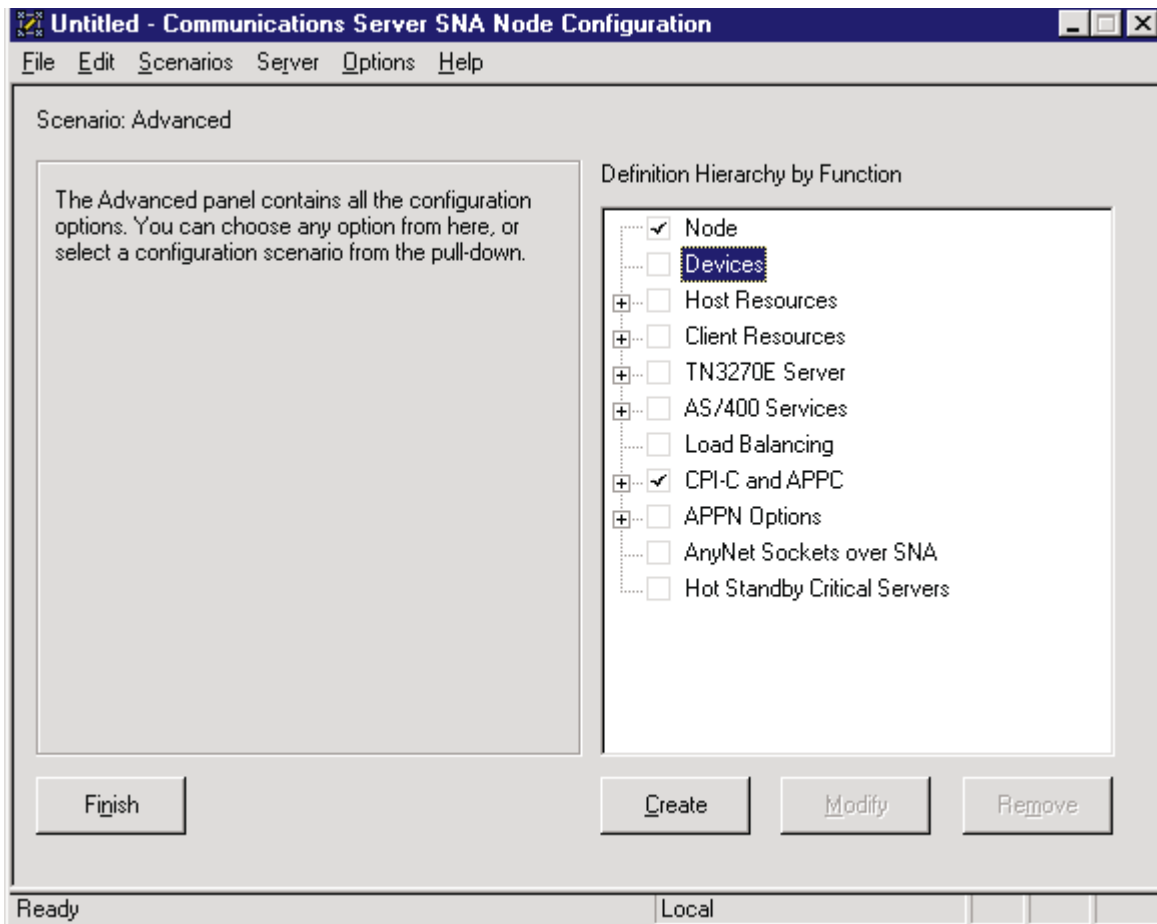 Untitled - Communications Server SNA Node Configuration
File Edit Scenarios Server Options Help
Scenario: Advanced
The Advanced panel contains all the configuration
options. You can choose any option from here, or
select a configuration scenario from the pull-down.
Definition Hierarchy by Function
Node
Devices
Host Resources
Client Resources
TN3270E Server
AS/400 Services
Load Balancing
CPI-C and APPC
APPN Options
AnyNet Sockets over SNA
Hot Standby Critical Servers
Finish
Create
Modify
Remove
Ready
Local